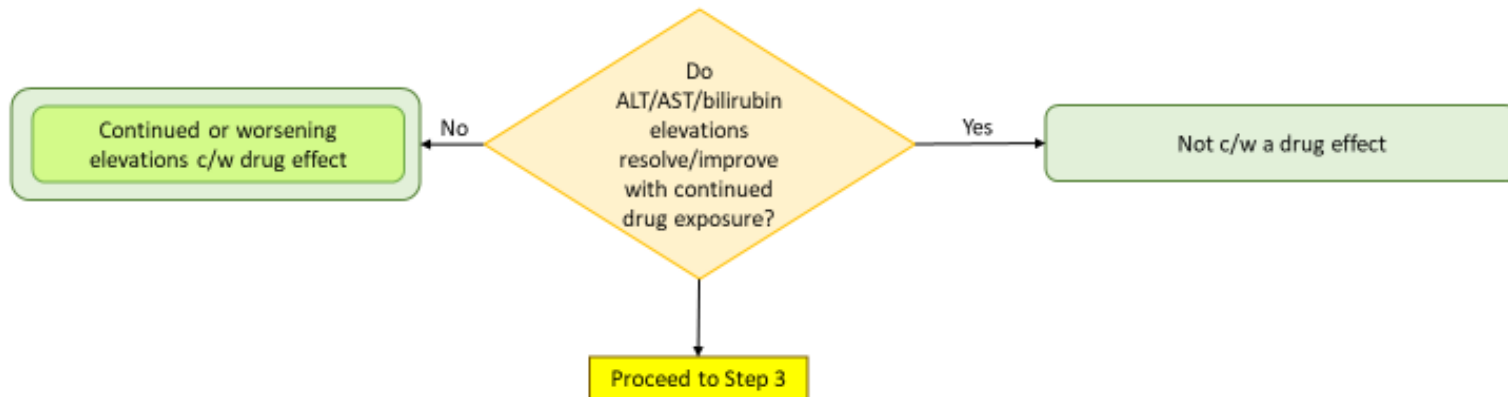 Do
ALT/AST/bilirubin
elevations
resolve/improve
with continued
drug exposure?
No
Continued or worsening
elevations c/w drug effect
Yes
Not c/w a drug effect
Proceed to Step 3